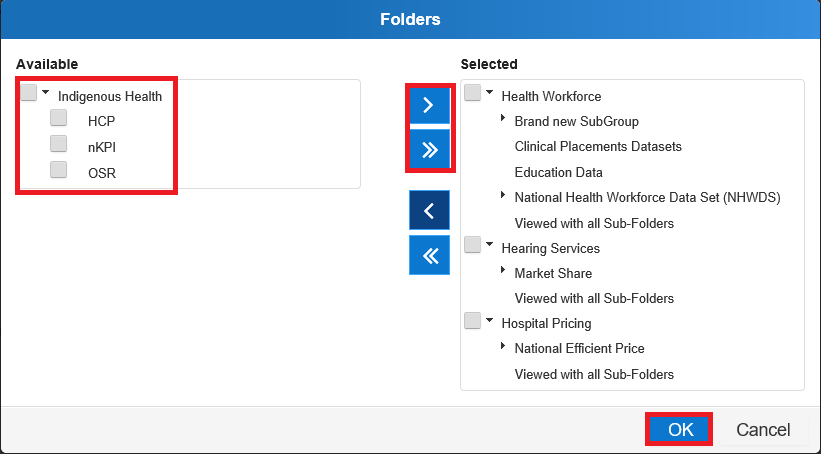 Folders
Available
Indigenous Health
HCP
nKPI
OSR
Selected
Health Workforce
Brand new SubGroup
Clinical Placements Datasets
Education Data
National Health Workforce Data Set (NHWDS)
Viewed with all Sub-Folders
Hearing Services
Market Share
Viewed with all Sub-Folders
Hospital Pricing
National Efficient Price
Viewed with all Sub-Folders
OK
Cancel